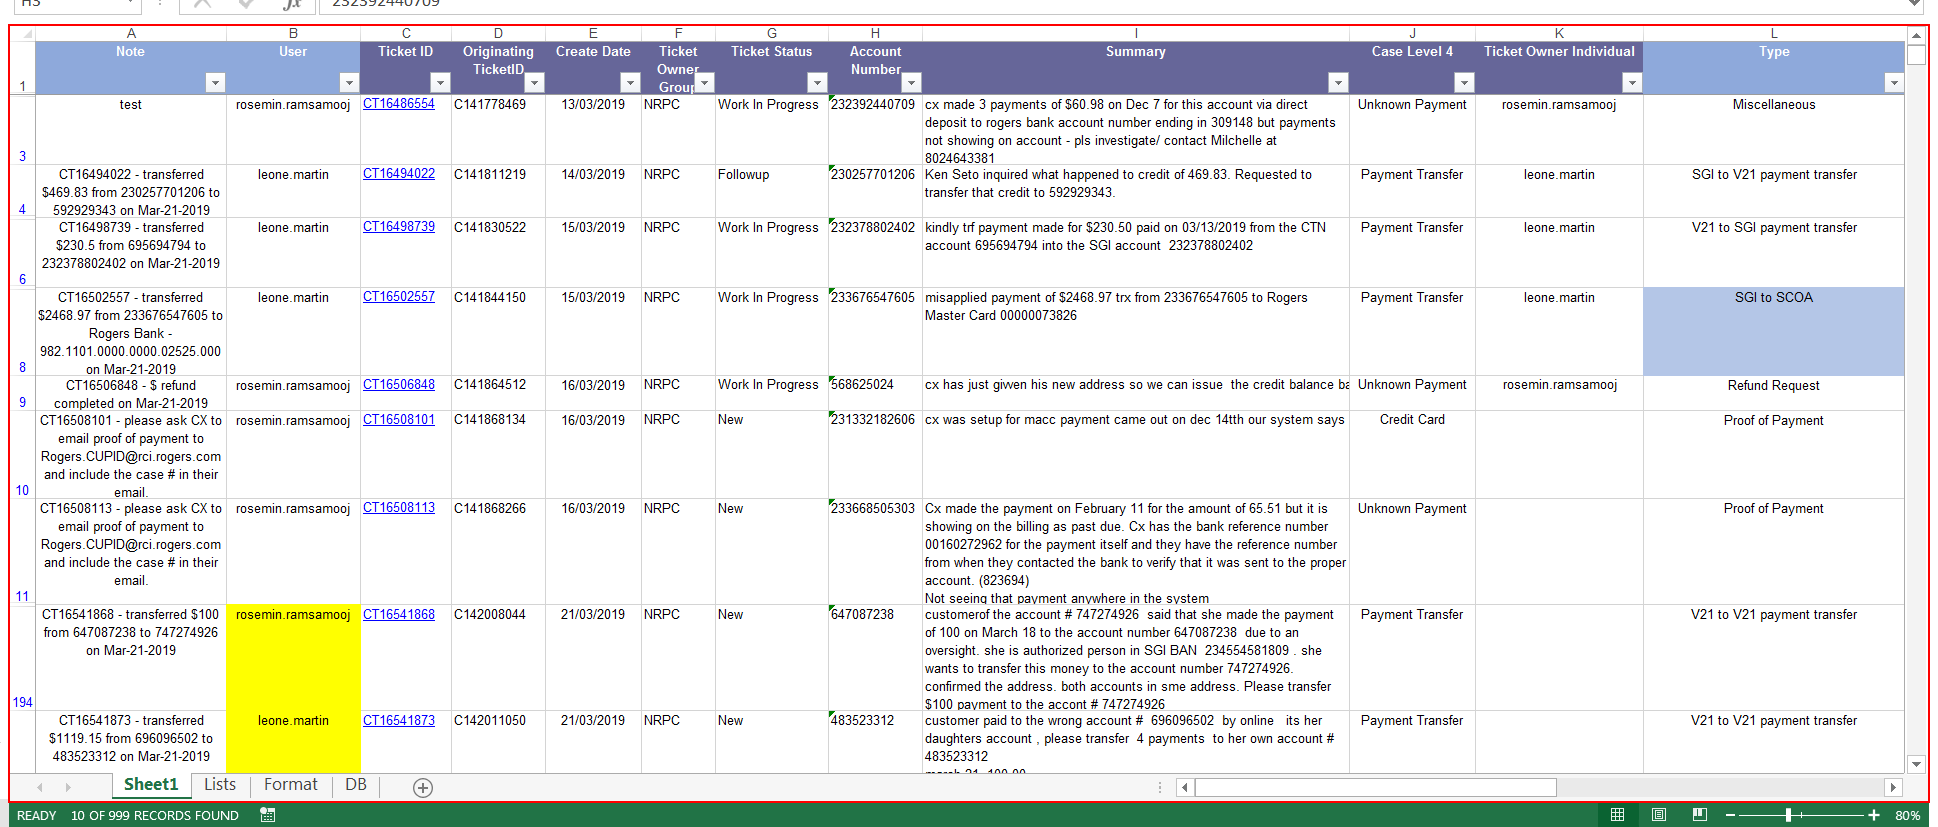 H3 232392440709
A B C D E F G H I J K L
1 Note User Ticket ID Originating TicketID Create Date Ticket Owner Group Ticket Status Account Number Summary Case Level 4 Ticket Owner Individual Type
test rosemin.ramsamooj CT16486554 C141778469 13/03/2019 NRPC Work In Progress 232392440709 cx made 3 payments of $60.98 on Dec 7 for this account via direct Unknown Payment rosemin.ramsamooj Miscellaneous
deposit to rogers bank account number ending in 309148 but payments
not showing on account - pls investigate/ contact Milchelle at
3 8024643381
CT16494022 - transferred leone.martin CT16494022 C141811219 14/03/2019 NRPC Followup 230257701206 Ken Seto inquired what happened to credit of 469.83. Requested to Payment Transfer leone.martin SGI to V21 payment transfer
$469.83 from 230257701206 to transfer that credit to 592929343.
4 592929343 on Mar-21-2019
CT16498739 - transferred leone.martin CT16498739 C141830522 15/03/2019 NRPC Work In Progress 232378802402 kindly trf payment made for $230.50 paid on 03/13/2019 from the CTN Payment Transfer leone.martin V21 to SGI payment transfer
$230.5 from 695694794 to account 695694794 into the SGI account 232378802402
232378802402 on Mar-21-2019
6
CT16502557 - transferred leone.martin CT16502557 C141844150 15/03/2019 NRPC Work In Progress 233676547605 misapplied payment of $2468.97 trx from 233676547605 to Rogers Payment Transfer leone.martin SGI to SCOA
$2468.97 from 233676547605 to Master Card 00000073826
Rogers Bank -
982.1101.0000.0000.02525.000
8 on Mar-21-2019
CT16506848 - $ refund rosemin.ramsamooj CT16506848 C141864512 16/03/2019 NRPC Work In Progress 568625024 cx has just givven his new address so we can issue the credit balance ba Unknown Payment rosemin.ramsamooj Refund Request
9 completed on Mar-21-2019
CT16508101 - please ask CX to rosemin.ramsamooj CT16508101 C141868134 16/03/2019 NRPC New 231332182606 cx was setup for macc payment came out on dec 14tth our system says Credit Card Proof of Payment
email proof of payment to
Rogers.CUPID@rci.rogers.com
and include the case # in their
10 email.
CT16508113 - please ask CX to rosemin.ramsamooj CT16508113 C141868266 16/03/2019 NRPC New 233668505303 Cx made the payment on February 11 for the amount of 65.51 but it is Unknown Payment Proof of Payment
email proof of payment to showing on the billing as past due. Cx has the bank reference number
Rogers.CUPID@rci.rogers.com 00160272962 for the payment itself and they have the reference number
and include the case # in their from when they contacted the bank to verify that it was sent to the proper
email. account. (823694)
11 Not seeing that payment anywhere in the system
CT16541868 - transferred $100 rosemin.ramsamooj CT16541868 C142008044 21/03/2019 NRPC New 647087238 customerof the account # 747274926 said that she made the payment Payment Transfer V21 to V21 payment transfer
from 647087238 to 747274926 of 100 on March 18 to the account number 647087238 due to an
on Mar-21-2019 oversight. she is authorized person in SGI BAN 234554581809 . she
wants to transfer this money to the account number 747274926.
confirmed the address. both accounts in sme address. Please transfer
194 $100 payment to the accont # 747274926
CT16541873 - transferred leone.martin CT16541873 C142011050 21/03/2019 NRPC New 483523312 customer paid to the wrong account # 696096502 by online its her Payment Transfer V21 to V21 payment transfer
$1119.15 from 696096502 to daughters account , please transfer 4 payments to her own account #
483523312 on Mar-21-2019 483523312
march 21 100.00
Sheet1 Lists Format DB
READY 10 OF 999 RECORDS FOUND 80%